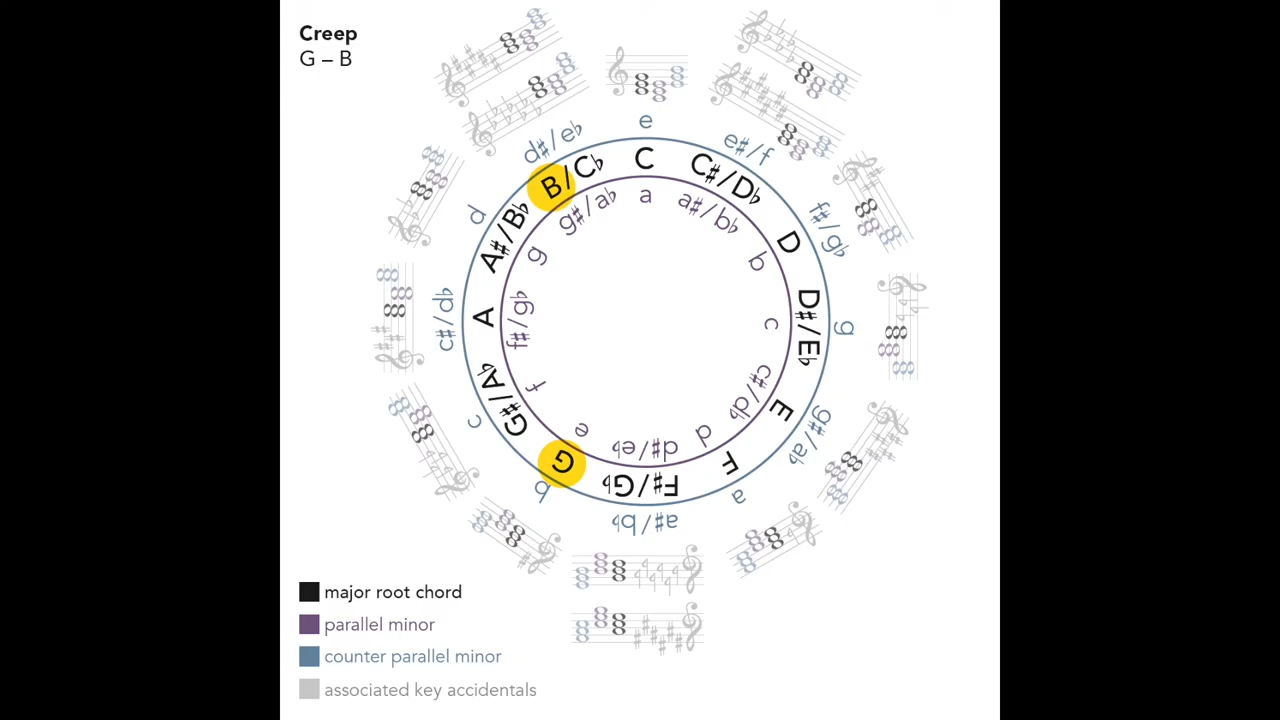 Creep
G – B
e
e♯/f
f♯/g♭
g
g♯/a♭
a
a♯/b♭
b
c
c♯/d♭
d
d♯/e♭
C
C♯/D♭
D
D♯/E♭
E
F
F♯/G♭
G
G♯/A♭
A
A♯/B♭
B/C♭
a
a♯/b♭
b
c
c♯/d♭
d
d♯/e♭
e
f
f♯/g♭
g
g♯/a♭
major root chord
parallel minor
counter parallel minor
associated key accidentals